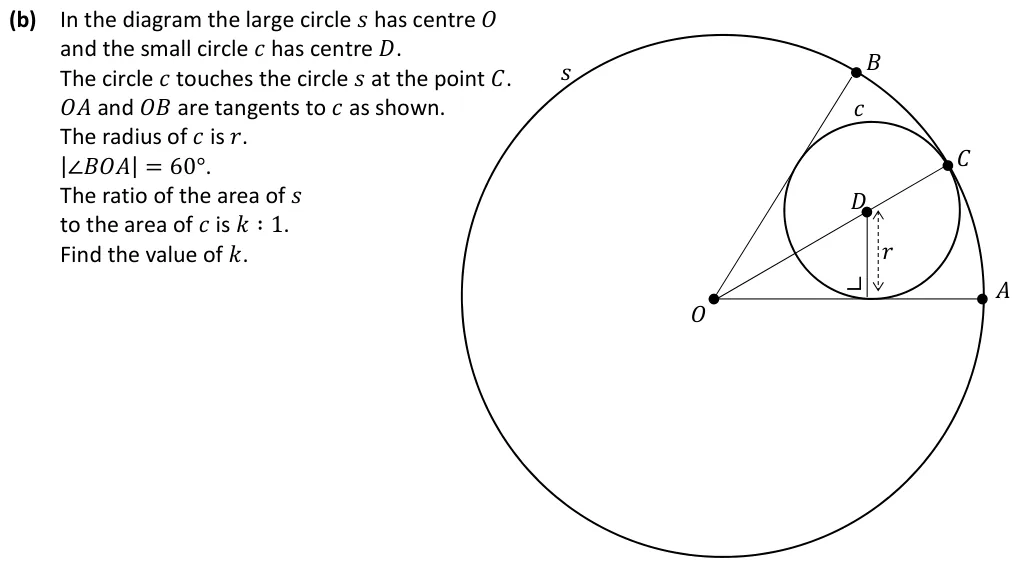 (b) In the diagram the large circle s has centre O
and the small circle c has centre D.
The circle c touches the circle s at the point C.
OA and OB are tangents to c as shown.
The radius of c is r.
|∠BOA| = 60°.
The ratio of the area of s
to the area of c is k : 1.
Find the value of k.
s
B
c
C
D
r
A
O